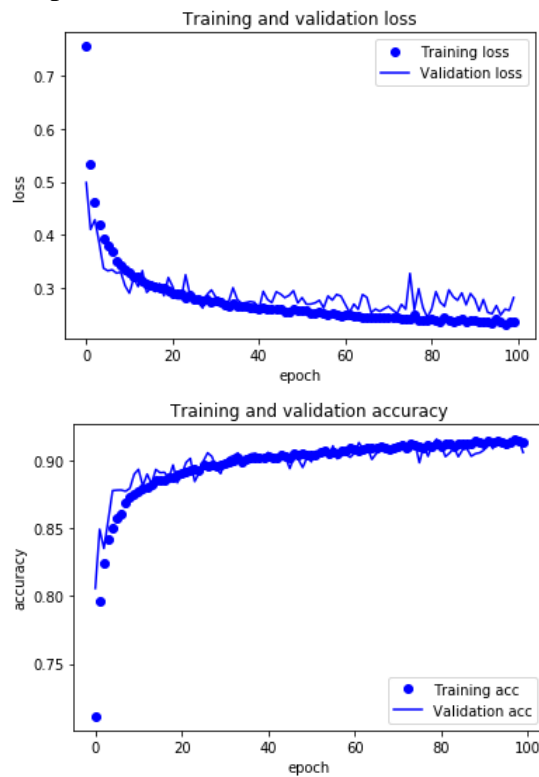 Training and validation loss
Training loss
Validation loss
0.7
0.6
0.5
0.4
0.3
loss
0 20 40 60 80 100
epoch
Training and validation accuracy
0.90
0.85
0.80
0.75
accuracy
Training acc
Validation acc
0 20 40 60 80 100
epoch